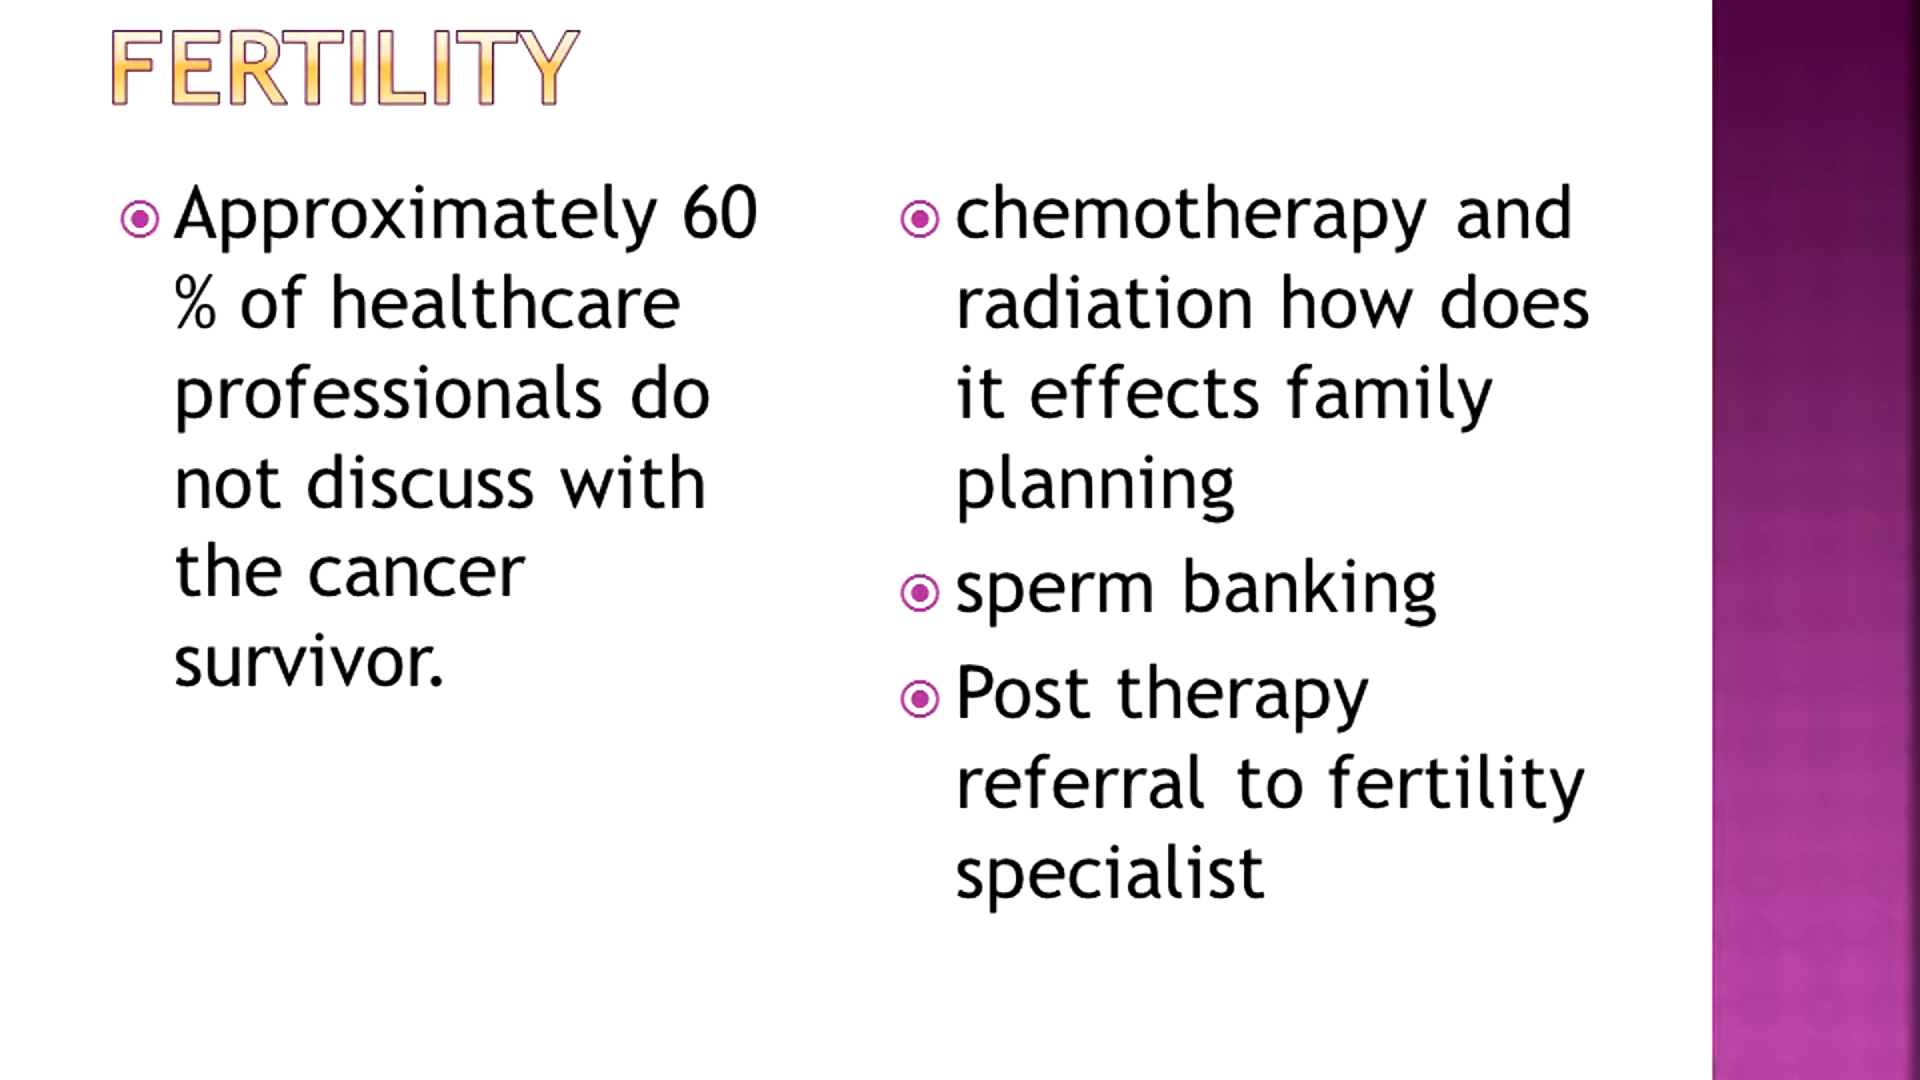 FERTILITY
Approximately 60
% of healthcare
professionals do
not discuss with
the cancer
survivor.
chemotherapy and
radiation how does
it effects family
planning
sperm banking
Post therapy
referral to fertility
specialist